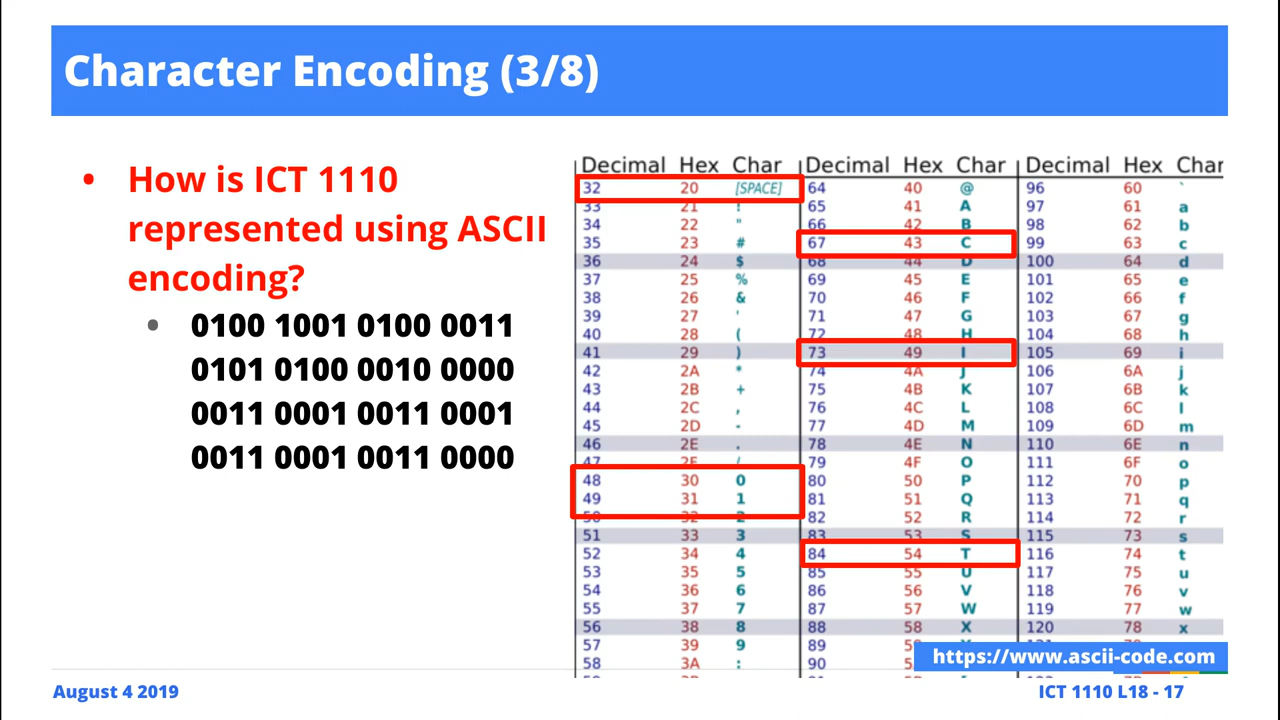 Character Encoding (3/8)
• How is ICT 1110
represented using ASCII
encoding?
• 0100 1001 0100 0011
0101 0100 0010 0000
0011 0001 0011 0001
0011 0001 0011 0000
Decimal Hex Char Decimal Hex Char Decimal Hex Char
32 20 [SPACE] 64 40 @ 96 60 `
33 21 ! 65 41 A 97 61 a
34 22 " 66 42 B 98 62 b
35 23 # 67 43 C 99 63 c
36 24 $ 68 44 D 100 64 d
37 25 % 69 45 E 101 65 e
38 26 & 70 46 F 102 66 f
39 27 ' 71 47 G 103 67 g
40 28 ( 72 48 H 104 68 h
41 29 ) 73 49 I 105 69 i
42 2A * 74 4A J 106 6A j
43 2B + 75 4B K 107 6B k
44 2C , 76 4C L 108 6C l
45 2D - 77 4D M 109 6D m
46 2E . 78 4E N 110 6E n
47 2F / 79 4F O 111 6F o
48 30 0 80 50 P 112 70 p
49 31 1 81 51 Q 113 71 q
50 32 2 82 52 R 114 72 r
51 33 3 83 53 S 115 73 s
52 34 4 84 54 T 116 74 t
53 35 5 85 55 U 117 75 u
54 36 6 86 56 V 118 76 v
55 37 7 87 57 W 119 77 w
56 38 8 88 58 X 120 78 x
57 39 9 89
58 3A : 90
https://www.ascii-code.com
August 4 2019
ICT 1110 L18 - 17